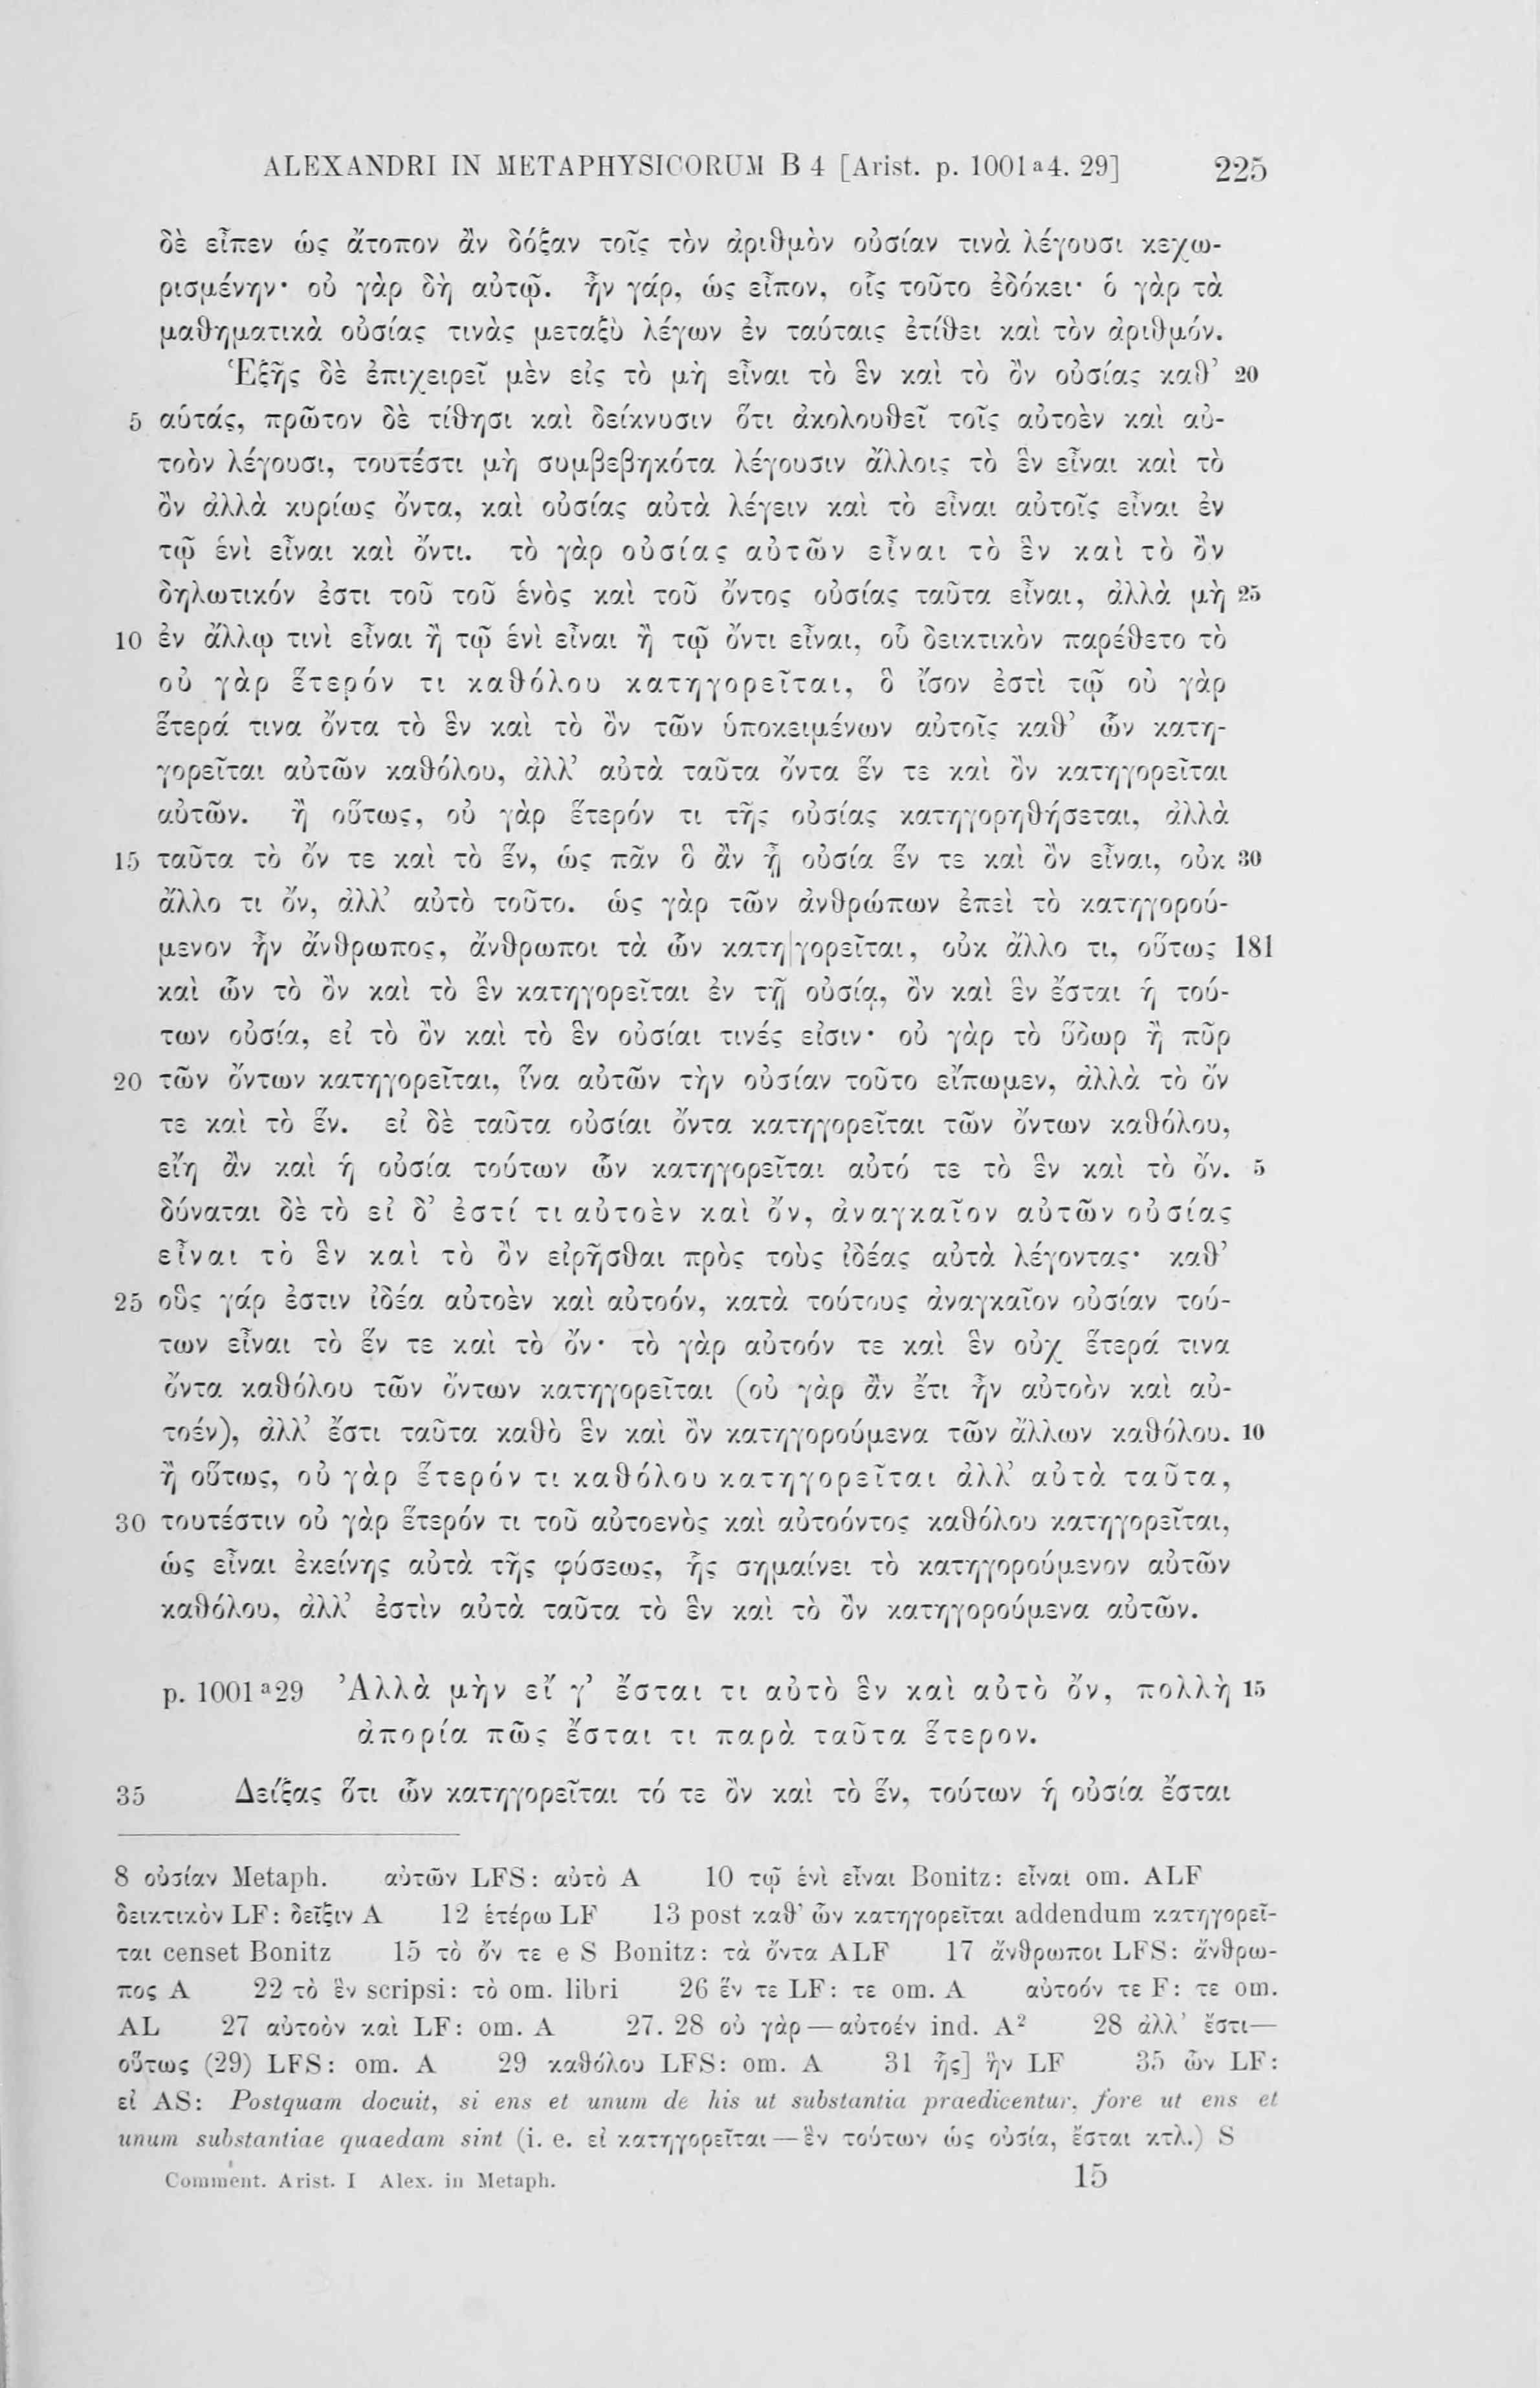 ALEXANDRI IN METAPHYSICORUM B 4 [Arist. p. 1001ᵃ4. 29] 225
δὲ εἶπεν ὡς ἄτοπον ἂν δόξαν τοῖς τὸν ἀριθμὸν οὐσίαν τινὰ λέγουσι κεχω-
ρισμένην· οὐ γὰρ δὴ αὐτῷ. ἦν γάρ, ὡς εἶπον, οἷς τοῦτο ἐδόκει· ὁ γὰρ τὰ
μαθηματικὰ οὐσίας τινὰς μεταξὺ λέγων ἐν ταύταις ἐτίθει καὶ τὸν ἀριθμόν.
Ἑξῆς δὲ ἐπιχειρεῖ μὲν εἰς τὸ μὴ εἶναι τὸ ἓν καὶ τὸ ὂν οὐσίας καθ’ 20
5 αὑτάς, πρῶτον δὲ τίθησι καὶ δείκνυσιν ὅτι ἀκολουθεῖ τοῖς αὐτοὲν καὶ αὐ-
τοὸν λέγουσι, τουτέστι μὴ συμβεβηκότα λέγουσιν ἄλλοις τὸ ἓν εἶναι καὶ τὸ
ὂν ἀλλὰ κυρίως ὄντα, καὶ οὐσίας αὐτὰ λέγειν καὶ τὸ εἶναι αὐτοῖς εἶναι ἐν
τῷ ἑνὶ εἶναι καὶ ὄντι. τὸ γὰρ οὐσίας αὐτῶν εἶναι τὸ ἓν καὶ τὸ ὂν
δηλωτικόν ἐστι τοῦ τοῦ ἑνὸς καὶ τοῦ ὄντος οὐσίας ταῦτα εἶναι, ἀλλὰ μὴ 25
10 ἐν ἄλλῳ τινὶ εἶναι ἢ τῷ ἑνὶ εἶναι ἢ τῷ ὄντι εἶναι, οὗ δεικτικὸν παρέθετο τὸ
οὐ γὰρ ἕτερόν τι καθόλου κατηγορεῖται, ὃ ἴσον ἐστὶ τῷ οὐ γὰρ
ἕτερά τινα ὄντα τὸ ἓν καὶ τὸ ὂν τῶν ὑποκειμένων αὐτοῖς καθ’ ὧν κατη-
γορεῖται αὐτῶν καθόλου, ἀλλ’ αὐτὰ ταῦτα ὄντα ἕν τε καὶ ὂν κατηγορεῖται
αὐτῶν. ἢ οὕτως, οὐ γὰρ ἕτερόν τι τῆς οὐσίας κατηγορηθήσεται, ἀλλὰ
15 ταῦτα τὸ ὄν τε καὶ τὸ ἕν, ὡς πᾶν ὃ ἂν ᾖ οὐσία ἕν τε καὶ ὂν εἶναι, οὐκ 30
ἄλλο τι ὄν, ἀλλ’ αὐτὸ τοῦτο. ὡς γὰρ τῶν ἀνθρώπων ἐπεὶ τὸ κατηγορού-
μενον ἦν ἄνθρωπος, ἄνθρωποι τὰ ὧν κατη|γορεῖται, οὐκ ἄλλο τι, οὕτως 181
καὶ ὧν τὸ ὂν καὶ τὸ ἓν κατηγορεῖται ἐν τῇ οὐσίᾳ, ὂν καὶ ἓν ἔσται ἡ τού-
των οὐσία, εἰ τὸ ὂν καὶ τὸ ἓν οὐσίαι τινές εἰσιν· οὐ γὰρ τὸ ὕδωρ ἢ πῦρ
20 τῶν ὄντων κατηγορεῖται, ἵνα αὐτῶν τὴν οὐσίαν τοῦτο εἴπωμεν, ἀλλὰ τὸ ὄν
τε καὶ τὸ ἕν. εἰ δὲ ταῦτα οὐσίαι ὄντα κατηγορεῖται τῶν ὄντων καθόλου,
εἴη ἂν καὶ ἡ οὐσία τούτων ὧν κατηγορεῖται αὐτό τε τὸ ἓν καὶ τὸ ὄν. 5
δύναται δὲ τὸ εἰ δ’ ἐστί τι αὐτοὲν καὶ ὄν, ἀναγκαῖον αὐτῶν οὐσίας
εἶναι τὸ ἓν καὶ τὸ ὂν εἰρῆσθαι πρὸς τοὺς ἰδέας αὐτὰ λέγοντας· καθ’
25 οὓς γάρ ἐστιν ἰδέα αὐτοὲν καὶ αὐτοόν, κατὰ τούτους ἀναγκαῖον οὐσίαν τού-
των εἶναι τὸ ἕν τε καὶ τὸ ὄν· τὸ γὰρ αὐτοόν τε καὶ ἓν οὐχ ἕτερά τινα
ὄντα καθόλου τῶν ὄντων κατηγορεῖται (οὐ γὰρ ἂν ἔτι ἦν αὐτοὸν καὶ αὐ-
τοέν), ἀλλ’ ἔστι ταῦτα καθὸ ἓν καὶ ὂν κατηγορούμενα τῶν ἄλλων καθόλου. 10
ἢ οὕτως, οὐ γὰρ ἕτερόν τι καθόλου κατηγορεῖται ἀλλ’ αὐτὰ ταῦτα,
30 τουτέστιν οὐ γὰρ ἕτερόν τι τοῦ αὐτοενὸς καὶ αὐτοόντος καθόλου κατηγορεῖται,
ὡς εἶναι ἐκείνης αὐτὰ τῆς φύσεως, ἧς σημαίνει τὸ κατηγορούμενον αὐτῶν
καθόλου, ἀλλ’ ἐστὶν αὐτὰ ταῦτα τὸ ἓν καὶ τὸ ὂν κατηγορούμενα αὐτῶν.
p. 1001ᵃ29 Ἀλλὰ μὴν εἴ γ’ ἔσται τι αὐτὸ ἓν καὶ αὐτὸ ὄν, πολλὴ 15
ἀπορία πῶς ἔσται τι παρὰ ταῦτα ἕτερον.
35 Δείξας ὅτι ὧν κατηγορεῖται τό τε ὂν καὶ τὸ ἕν, τούτων ἡ οὐσία ἔσται
8 οὐσίαν Metaph. αὐτῶν LFS: αὐτὸ A 10 τῷ ἑνὶ εἶναι Bonitz: εἶναι om. ALF
δεικτικὸν LF: δεῖξιν A 12 ἑτέρῳ LF 13 post καθ’ ὧν κατηγορεῖται addendum κατηγορεῖ-
ται censet Bonitz 15 τὸ ὄν τε e S Bonitz: τὰ ὄντα ALF 17 ἄνθρωποι LFS: ἄνθρω-
πος A 22 τὸ ἓν scripsi: τὸ om. libri 26 ἕν τε LF: τε om. A αὐτοόν τε F: τε om.
AL 27 αὐτοὸν καὶ LF: om. A 27. 28 οὐ γὰρ—αὐτοέν ind. A² 28 ἀλλ’ ἔστι—
οὕτως (29) LFS: om. A 29 καθόλου LFS: om. A 31 ἧς] ἣν LF 35 ὧν LF:
εἰ AS: Postquam docuit, si ens et unum de his ut substantia praedicentur, fore ut ens et
unum substantiae quaedam sint (i. e. εἰ κατηγορεῖται—ἓν τούτων ὡς οὐσία, ἔσται κτλ.) S
Comment. Arist. I Alex. in Metaph. 15